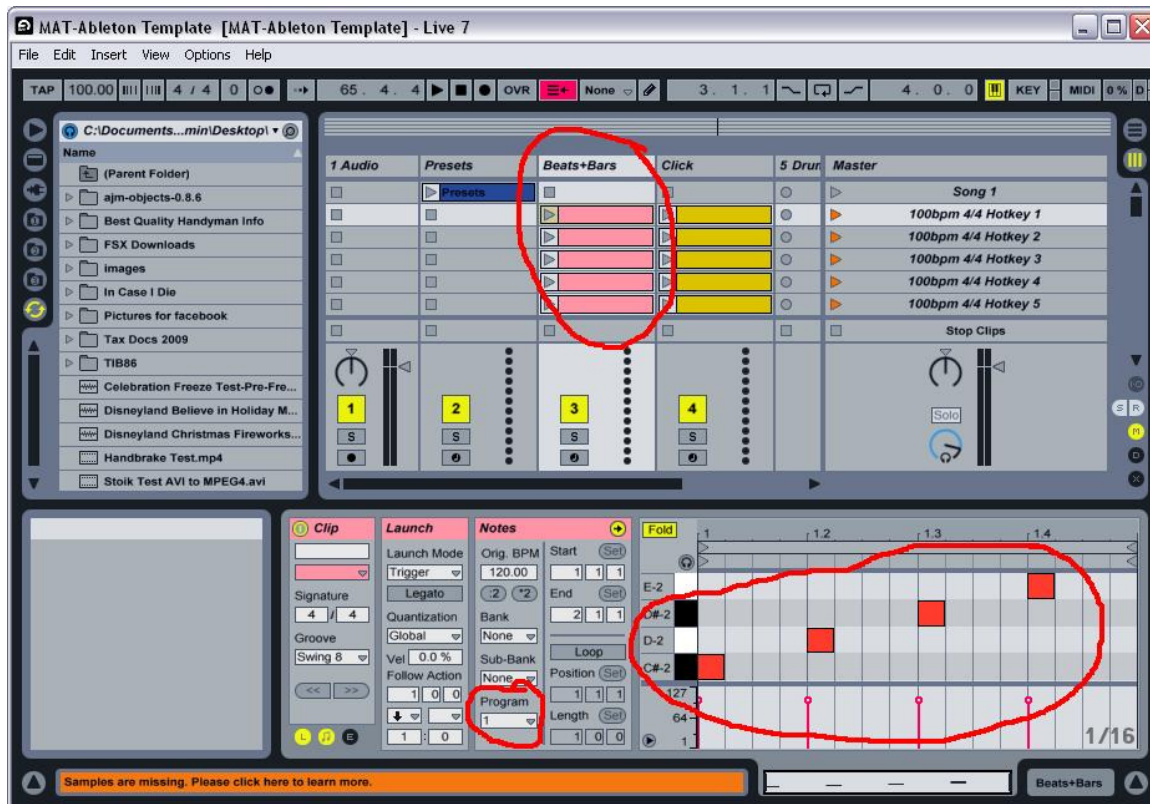 MAT-Ableton Template [MAT-Ableton Template] - Live 7
File Edit Insert View Options Help
TAP 100.00 4 / 4 0 65 . 4 . 4 OVR None 3 . 1 . 1 4 . 0 . 0 KEY MIDI 0 % D
C:\Documents...min\Desktop\
Name
(Parent Folder)
ajm-objects-0.8.6
Best Quality Handyman Info
FSX Downloads
images
In Case I Die
Pictures for facebook
Tax Docs 2009
TIB86
Celebration Freeze Test-Pre-Fre...
Disneyland Believe in Holiday M...
Disneyland Christmas Fireworks...
Handbrake Test.mp4
Stoik Test AVI to MPEG4.avi
1 Audio Presets Beats+Bars Click 5 Drum Master
Presets Song 1
100bpm 4/4 Hotkey 1
100bpm 4/4 Hotkey 2
100bpm 4/4 Hotkey 3
100bpm 4/4 Hotkey 4
100bpm 4/4 Hotkey 5
Stop Clips
1 2 3 4 Solo
S S S S
S R
M
D
X
Clip
Signature
4 / 4
Groove
Swing 8
<< >>
L E
Launch
Launch Mode
Trigger
Legato
Quantization
Global
Vel 0.0 %
Follow Action
1 0 0
1 : 0
Notes
Orig. BPM
120.00
:2 *2
Bank
None
Sub-Bank
None
Program
1
Start Set
1 1 1
End Set
2 1 1
Loop
Position Set
1 1 1
Length Set
1 0 0
Fold 1 1.2 1.3 1.4
E-2
D#-2
D-2
C#-2
127
64
1 1/16
Samples are missing. Please click here to learn more.
Beats+Bars